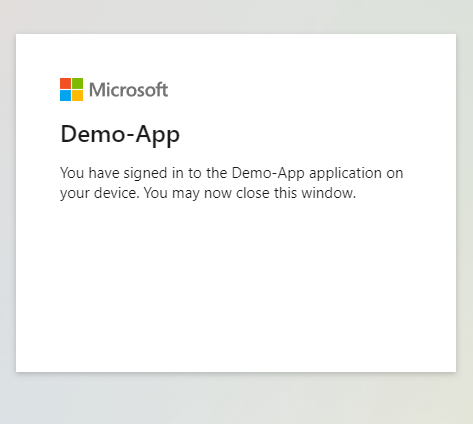 Microsoft
Demo-App
You have signed in to the Demo-App application on
your device. You may now close this window.